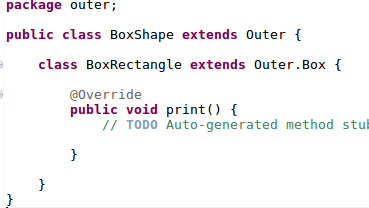 package outer;
public class BoxShape extends Outer {
class BoxRectangle extends Outer.Box {
@Override
public void print() {
// TODO Auto-generated method stub
}
}
}